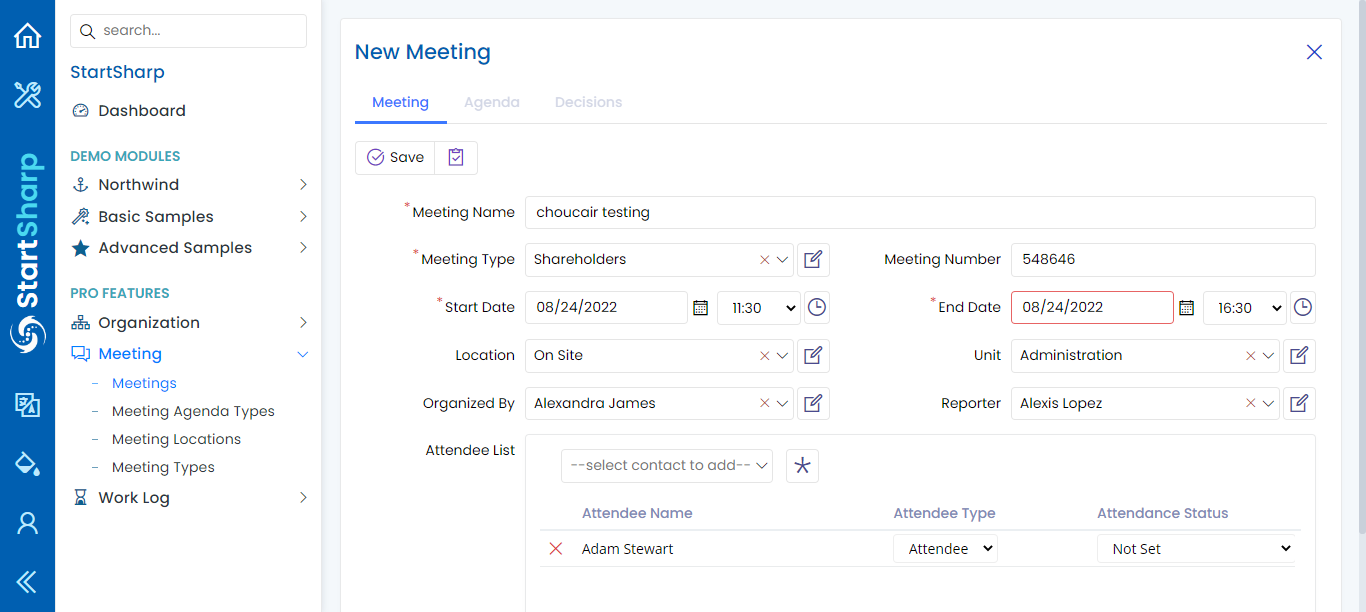 search...
StartSharp
Dashboard
DEMO MODULES
Northwind
Basic Samples
Advanced Samples
PRO FEATURES
Organization
Meeting
Meetings
Meeting Agenda Types
Meeting Locations
Meeting Types
Work Log
StartSharp
New Meeting
Meeting Agenda Decisions
Save
*Meeting Name choucair testing
*Meeting Type Shareholders Meeting Number 548646
*Start Date 08/24/2022 11:30 *End Date 08/24/2022 16:30
Location On Site Unit Administration
Organized By Alexandra James Reporter Alexis Lopez
Attendee List
--select contact to add--
Attendee Name Attendee Type Attendance Status
Adam Stewart Attendee Not Set